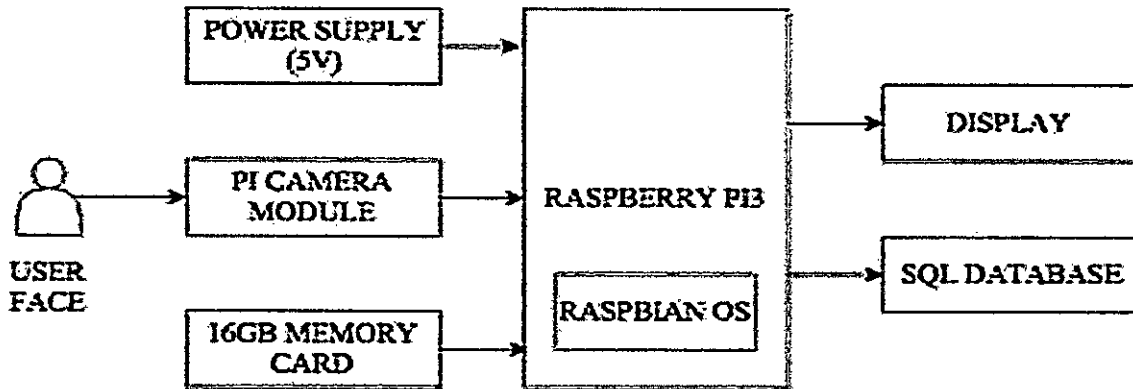 POWER SUPPLY
(5V)
PI CAMERA
MODULE
USER
FACE
16GB MEMORY
CARD
RASPBERRY PI3
RASPBIAN OS
DISPLAY
SQL DATABASE